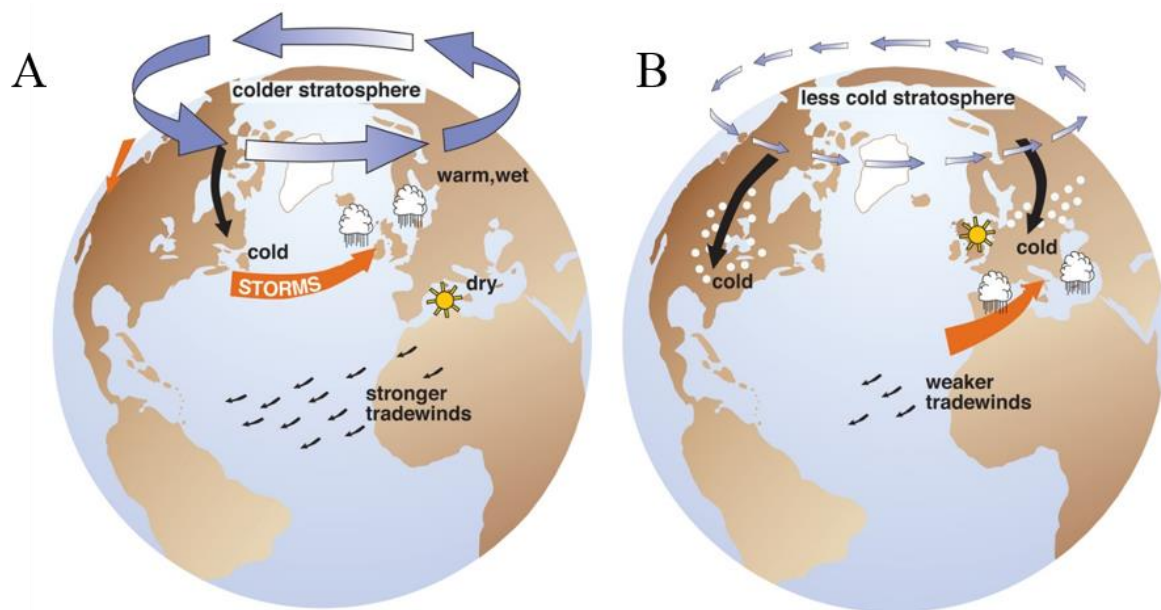 A
colder stratosphere
warm,wet
cold
STORMS
dry
stronger
tradewinds
B
less cold stratosphere
cold
cold
weaker
tradewinds